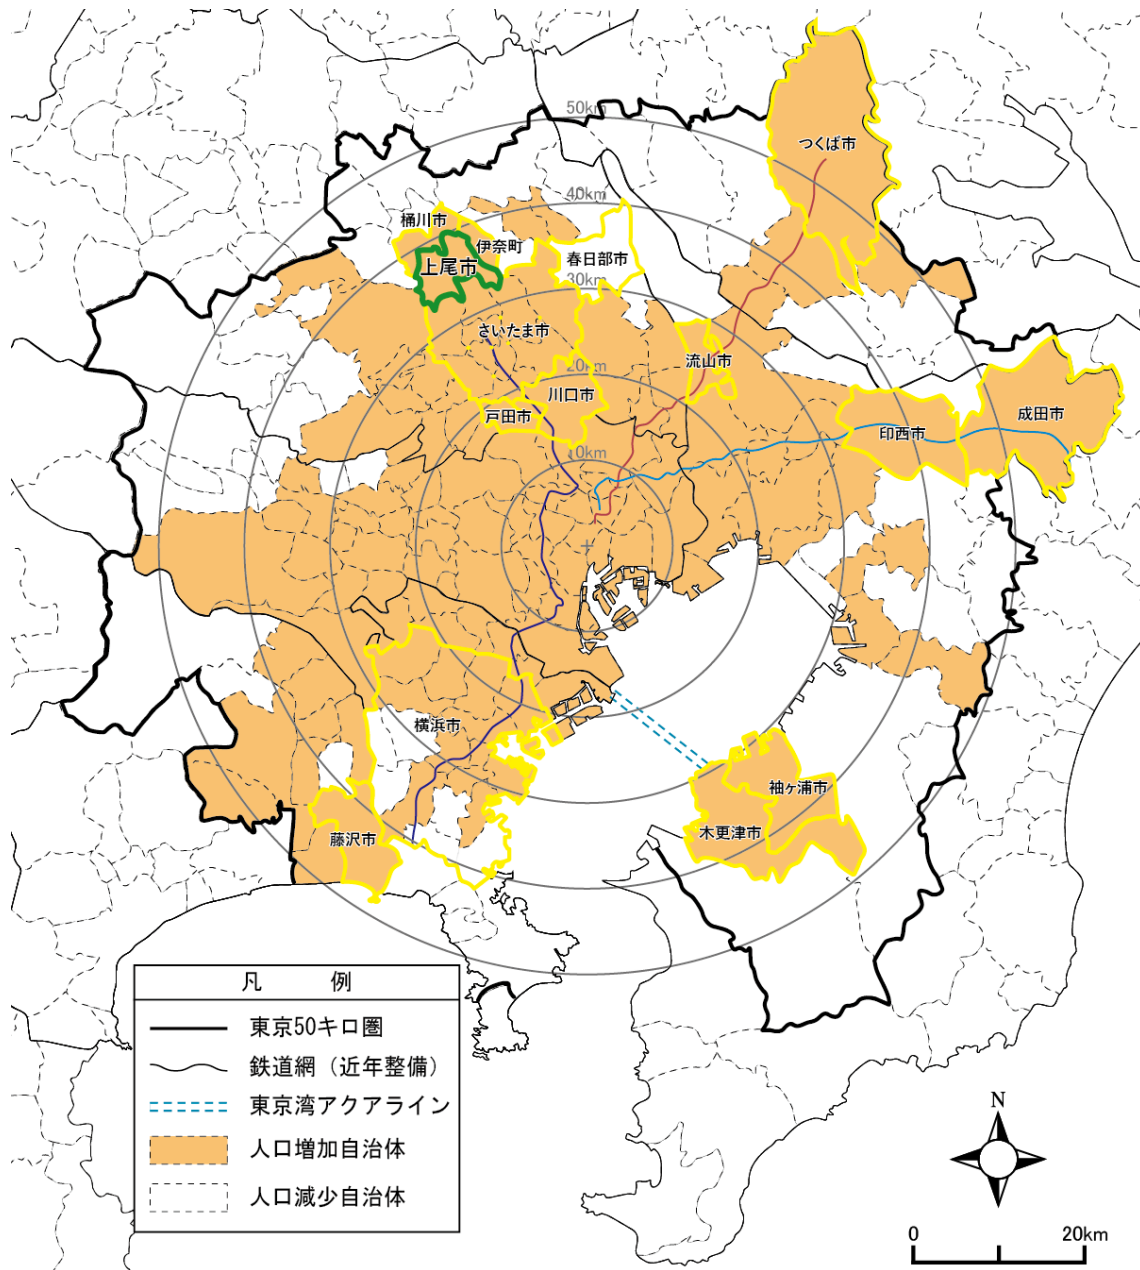 50km
つくば市
40km
桶川市
伊奈町
上尾市
春日部市
30km
さいたま市
流山市
20km
川口市
戸田市
成田市
印西市
10km
横浜市
袖ヶ浦市
木更津市
藤沢市
凡　例
東京50キロ圏
鉄道網（近年整備）
東京湾アクアライン
人口増加自治体
人口減少自治体
N
0 20km